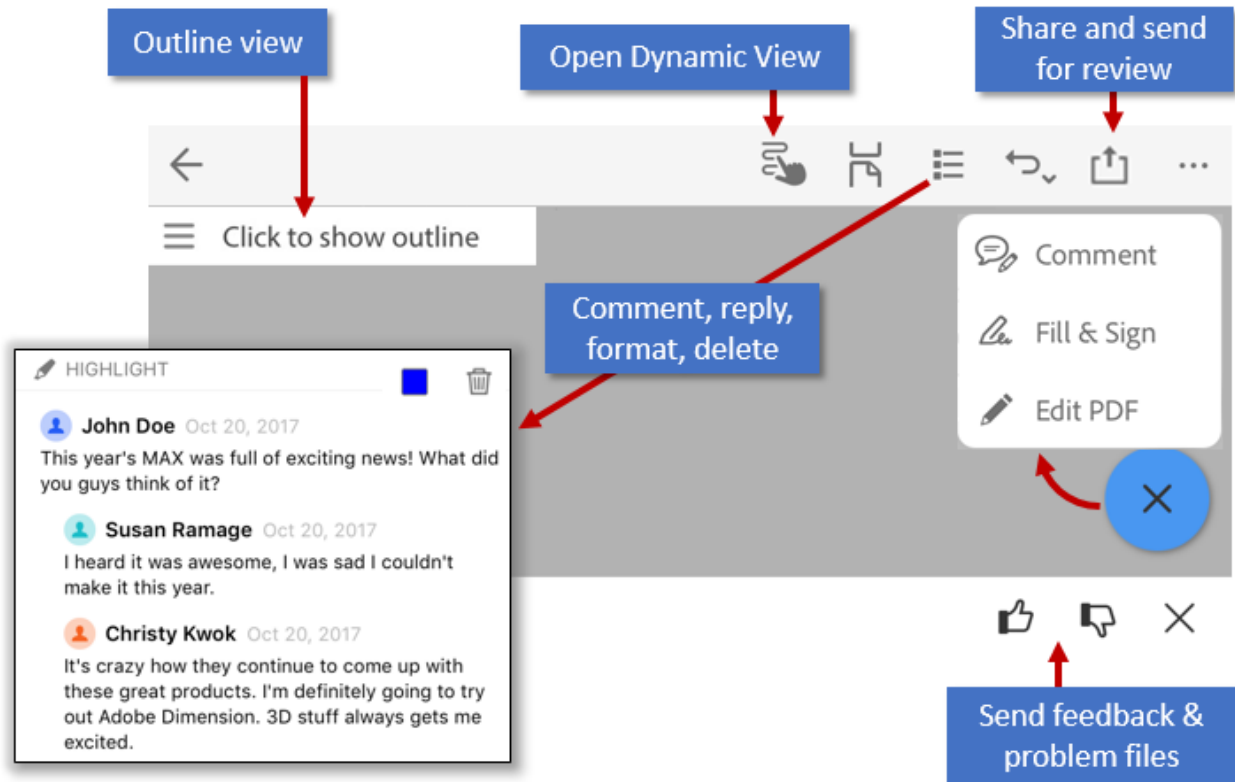 Outline view
Open Dynamic View
Share and send
for review
Click to show outline
Comment, reply,
format, delete
Comment
Fill & Sign
Edit PDF
HIGHLIGHT
John Doe Oct 20, 2017
This year's MAX was full of exciting news! What did
you guys think of it?
Susan Ramage Oct 20, 2017
I heard it was awesome, I was sad I couldn't
make it this year.
Christy Kwok Oct 20, 2017
It's crazy how they continue to come up with
these great products. I'm definitely going to try
out Adobe Dimension. 3D stuff always gets me
excited.
Send feedback &
problem files